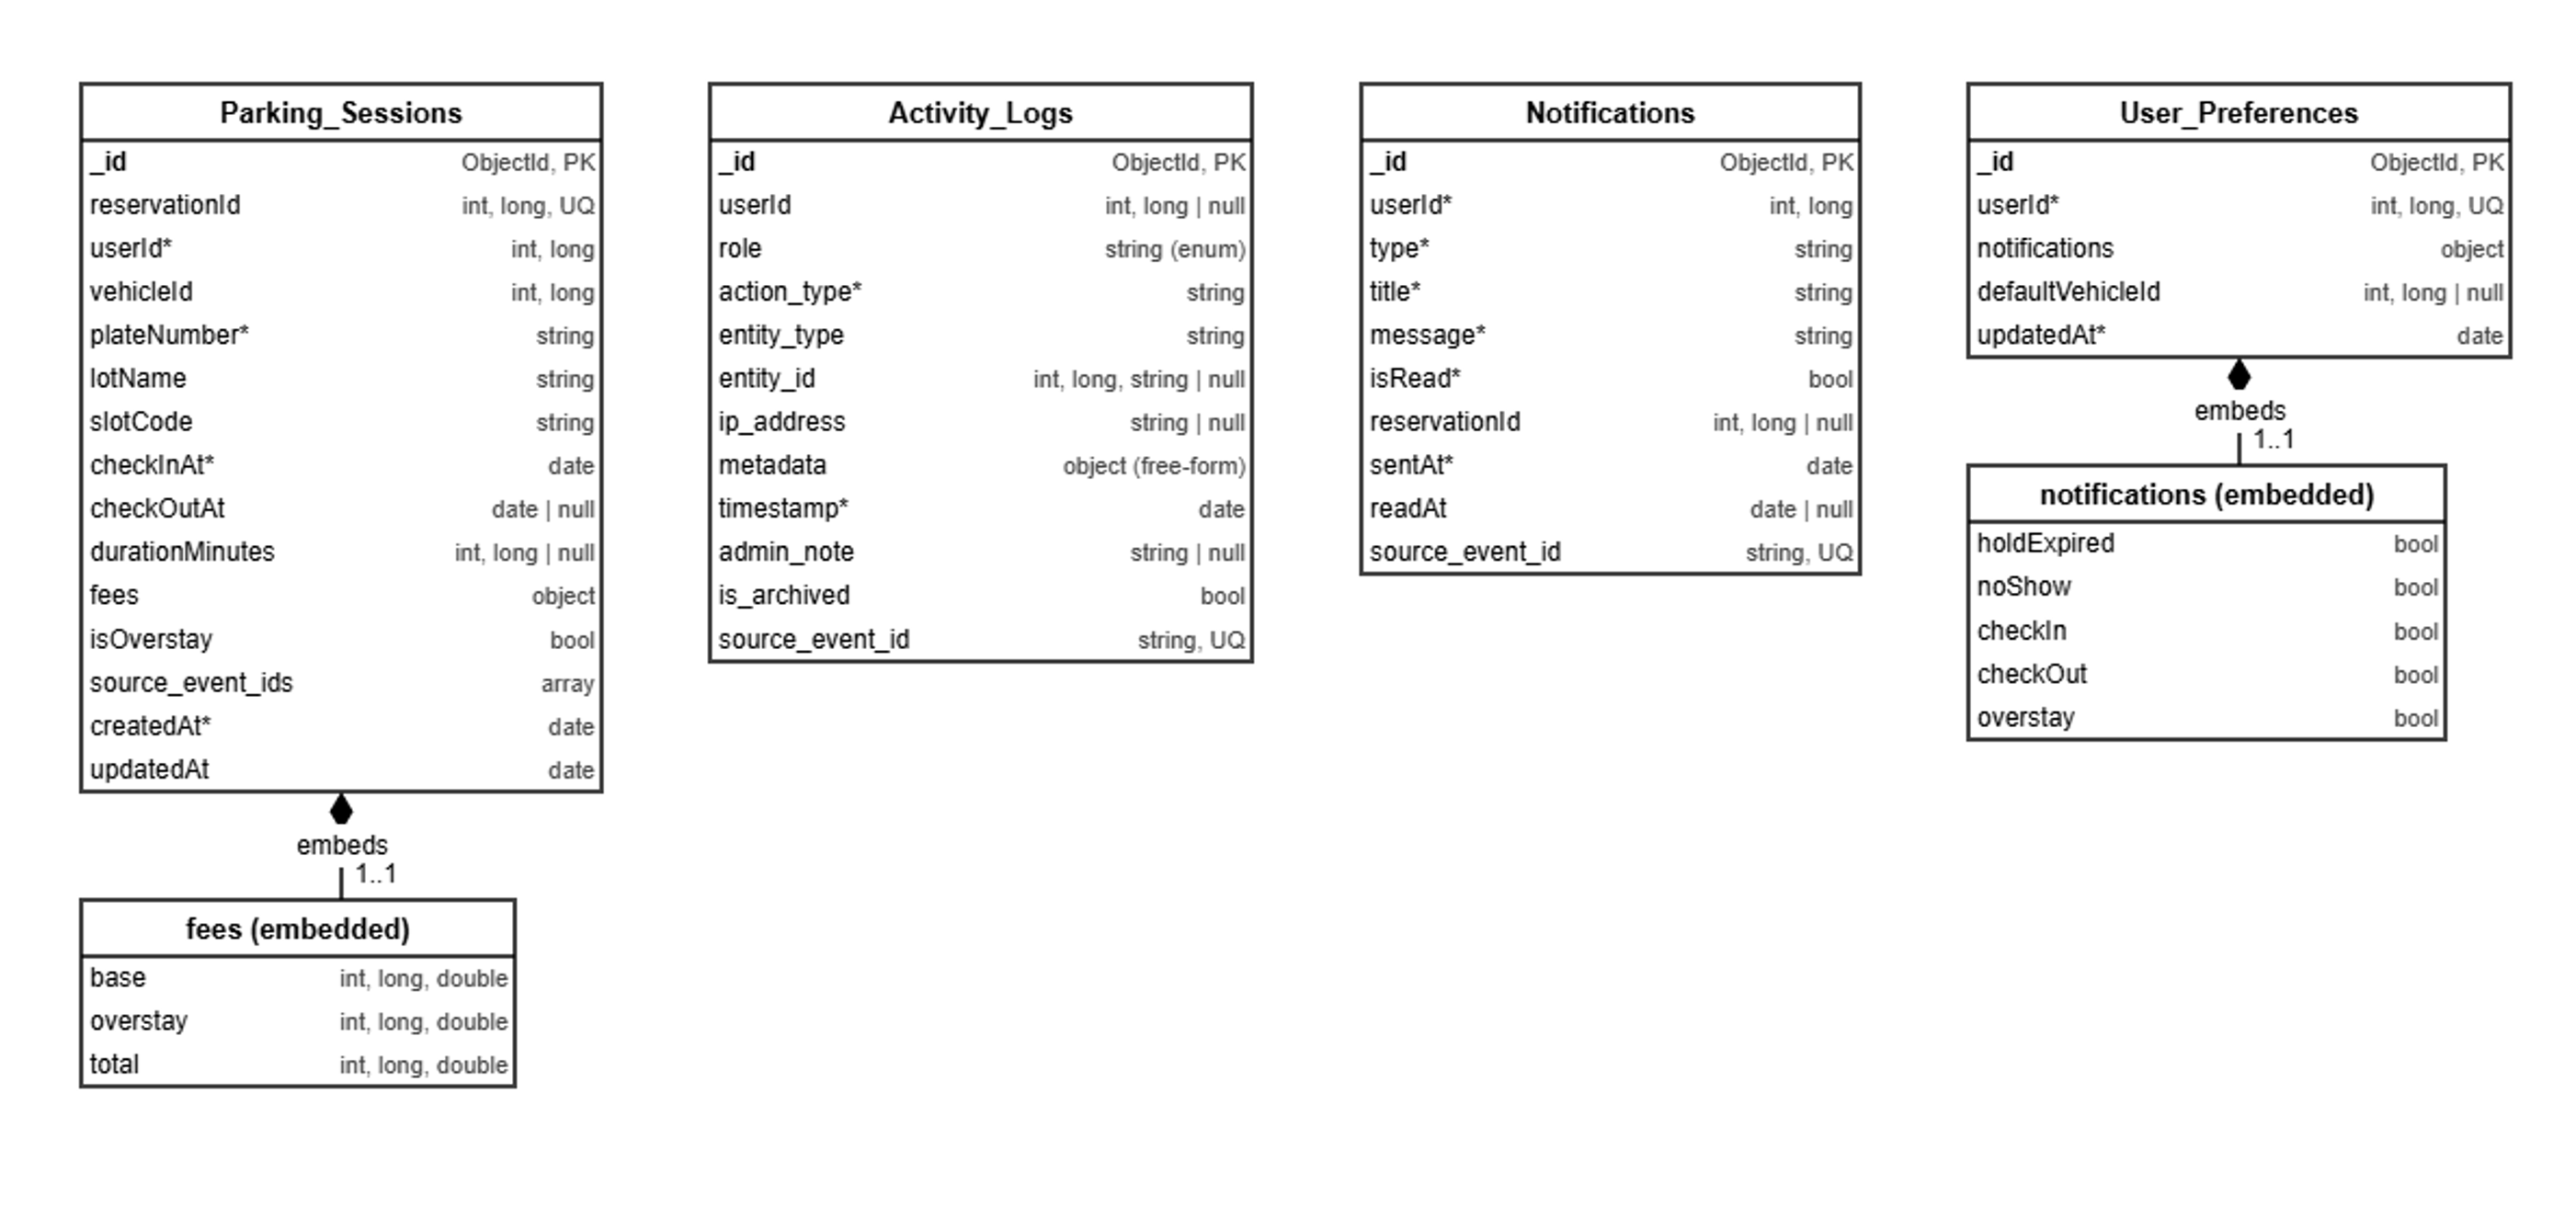 Parking_Sessions
_id ObjectId, PK
reservationId int, long, UQ
userId* int, long
vehicleId int, long
plateNumber* string
lotName string
slotCode string
checkInAt* date
checkOutAt date | null
durationMinutes int, long | null
fees object
isOverstay bool
source_event_ids array
createdAt* date
updatedAt date
embeds
1..1
fees (embedded)
base int, long, double
overstay int, long, double
total int, long, double
Activity_Logs
_id ObjectId, PK
userId int, long | null
role string (enum)
action_type* string
entity_type string
entity_id int, long, string | null
ip_address string | null
metadata object (free-form)
timestamp* date
admin_note string | null
is_archived bool
source_event_id string, UQ
Notifications
_id ObjectId, PK
userId* int, long
type* string
title* string
message* string
isRead* bool
reservationId int, long | null
sentAt* date
readAt date | null
source_event_id string, UQ
User_Preferences
_id ObjectId, PK
userId* int, long, UQ
notifications object
defaultVehicleId int, long | null
updatedAt* date
embeds
1..1
notifications (embedded)
holdExpired bool
noShow bool
checkIn bool
checkOut bool
overstay bool